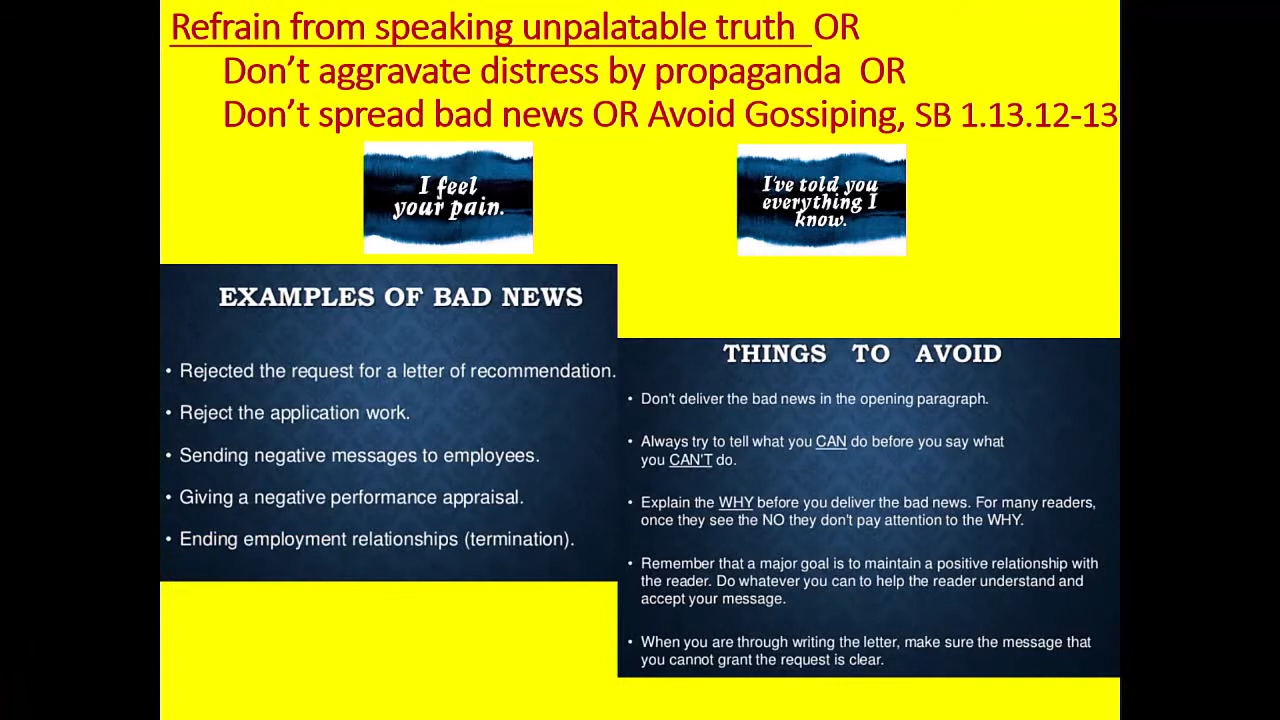 Refrain from speaking unpalatable truth OR
Don't aggravate distress by propaganda OR
Don't spread bad news OR Avoid Gossiping, SB 1.13.12-13
I feel
your pain.
I've told you
everything I
know.
EXAMPLES OF BAD NEWS
• Rejected the request for a letter of recommendation.
• Reject the application work.
• Sending negative messages to employees.
• Giving a negative performance appraisal.
• Ending employment relationships (termination).
THINGS TO AVOID
• Don't deliver the bad news in the opening paragraph.
• Always try to tell what you CAN do before you say what
you CAN'T do.
• Explain the WHY before you deliver the bad news. For many readers,
once they see the NO they don't pay attention to the WHY.
• Remember that a major goal is to maintain a positive relationship with
the reader. Do whatever you can to help the reader understand and
accept your message.
• When you are through writing the letter, make sure the message that
you cannot grant the request is clear.